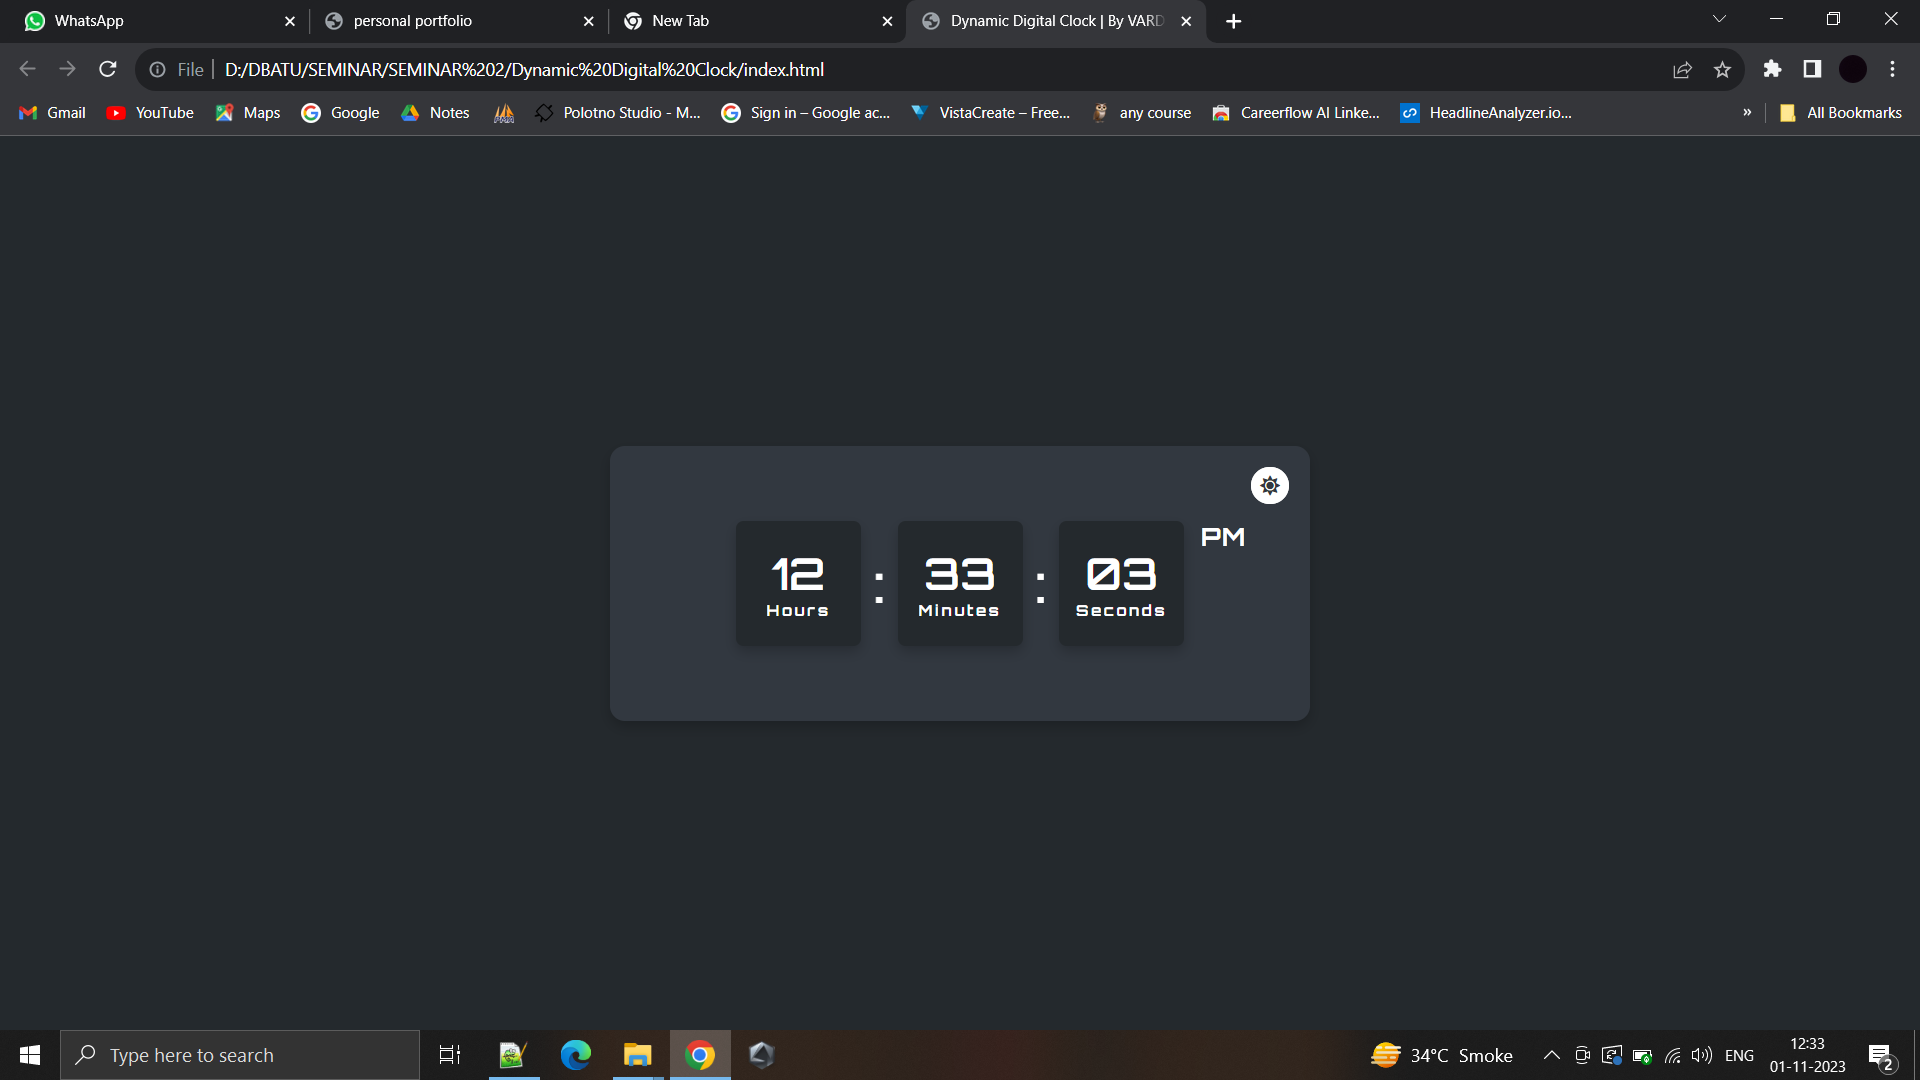 WhatsApp
personal portfolio
New Tab
Dynamic Digital Clock | By VARD
File
D:/DBATU/SEMINAR/SEMINAR%202/Dynamic%20Digital%20Clock/index.html
Gmail
YouTube
Maps
Google
Notes
PMA
Polotno Studio - M...
Sign in – Google ac...
VistaCreate – Free...
any course
Careerflow AI Linke...
HeadlineAnalyzer.io...
»
All Bookmarks
12 : 33 : 03 PM
Hours Minutes Seconds
Type here to search
34°C Smoke
ENG
12:33
01-11-2023
2